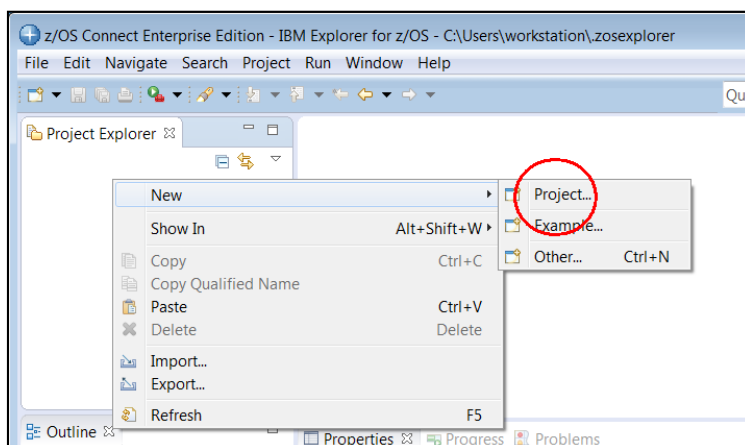 z/OS Connect Enterprise Edition - IBM Explorer for z/OS - C:\Users\workstation\.zosexplorer
File Edit Navigate Search Project Run Window Help
Qu
Project Explorer
New
Project...
Show In Alt+Shift+W
Example...
Copy Ctrl+C
Other... Ctrl+N
Copy Qualified Name
Paste Ctrl+V
Delete Delete
Import...
Export...
Refresh F5
Outline
Properties Progress Problems